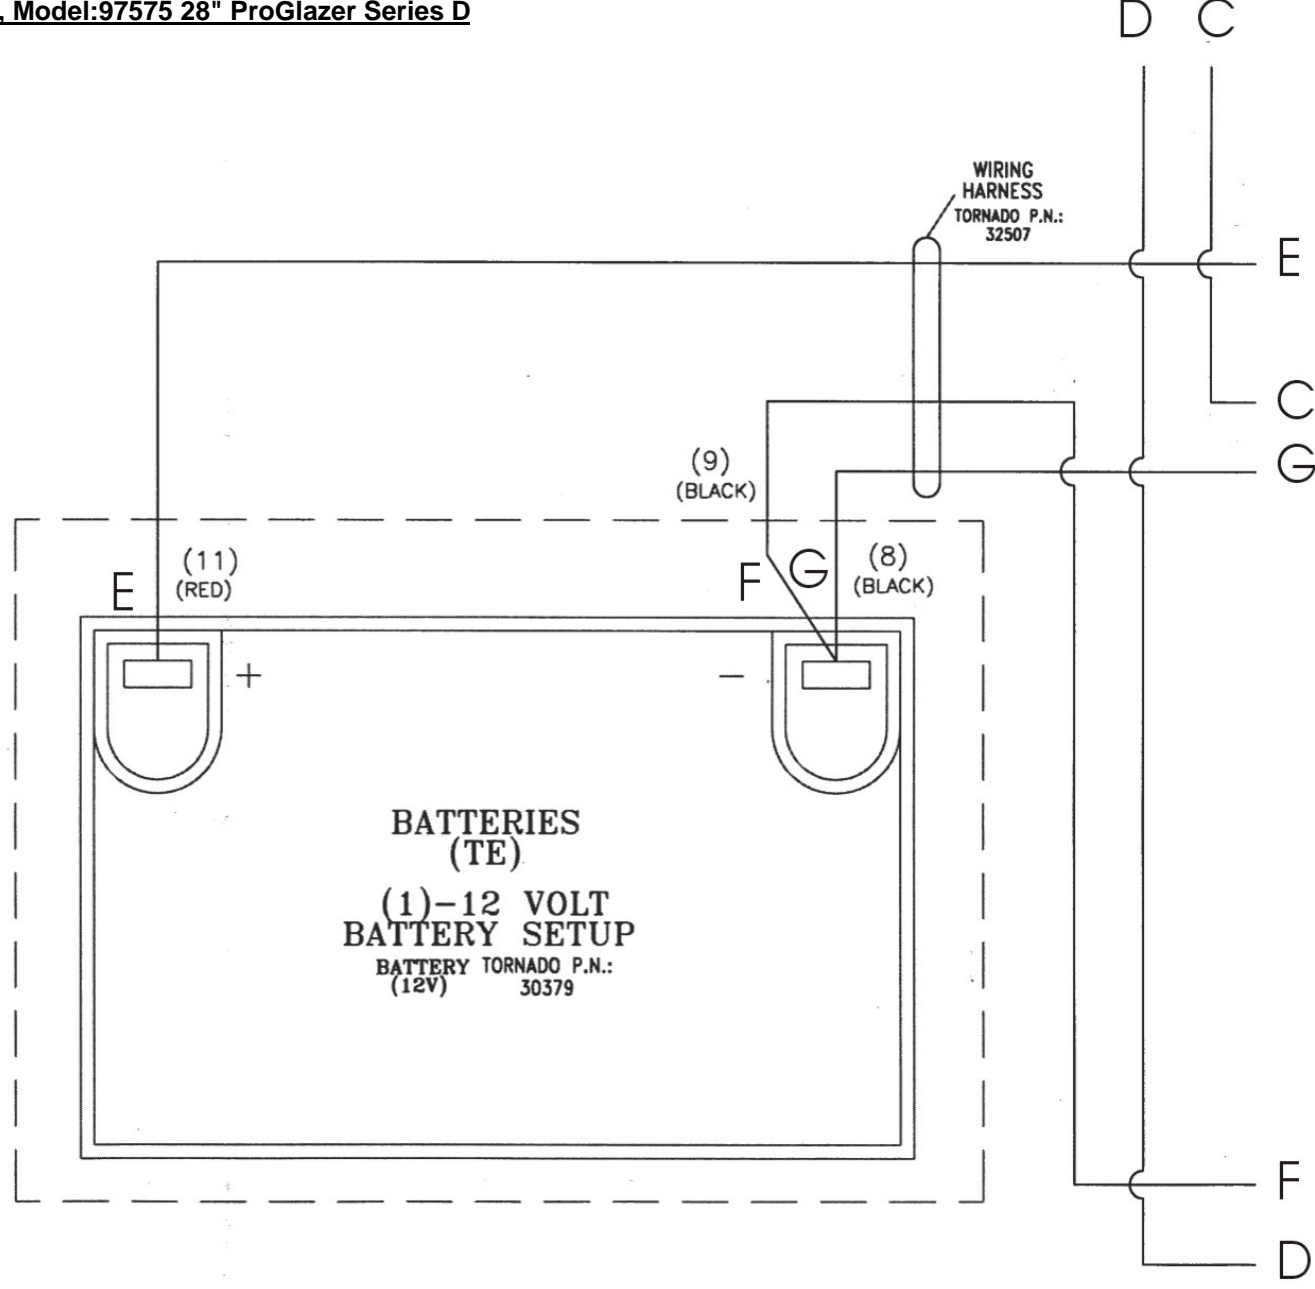 , Model:97575 28" ProGlazer Series D
D C
WIRING
HARNESS
TORNADO P.N.:
32507
E
C
G
(9)
(BLACK)
(11)
(RED)
E
F
G
(8)
(BLACK)
+
−
BATTERIES
(TE)
(1)-12 VOLT
BATTERY SETUP
BATTERY TORNADO P.N.:
(12V) 30379
F
D